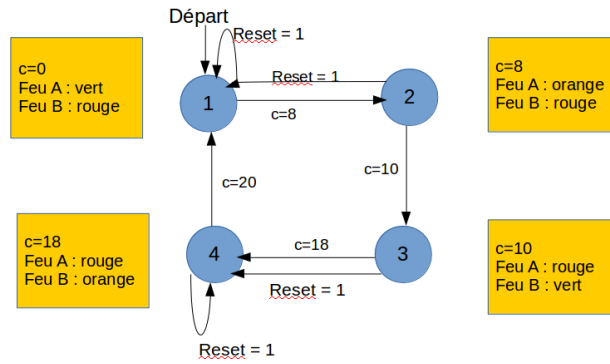 Départ
Reset = 1
c=0
Feu A : vert
Feu B : rouge
1
Reset = 1
2
c=8
c=8
Feu A : orange
Feu B : rouge
c=20
c=10
c=18
Feu A : rouge
Feu B : orange
4
c=18
3
Reset = 1
c=10
Feu A : rouge
Feu B : vert
Reset = 1